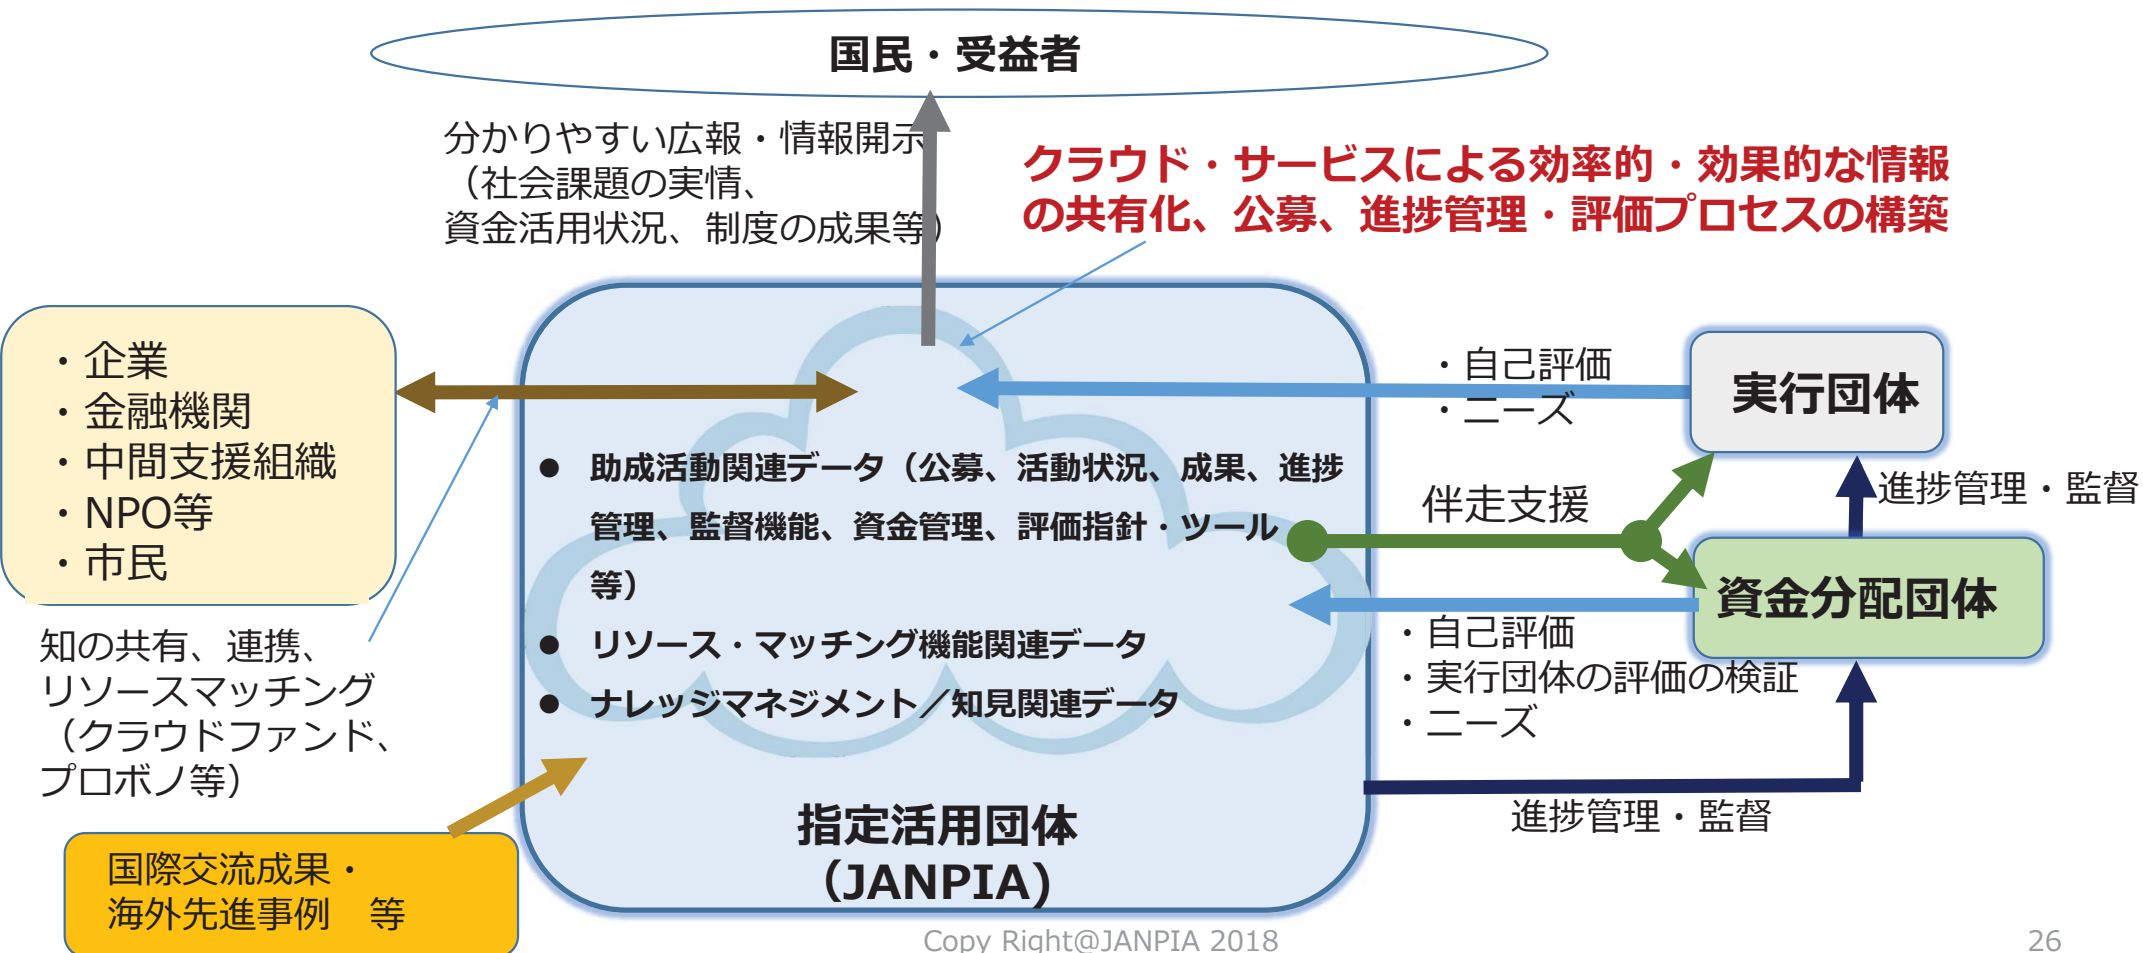 国民・受益者
分かりやすい広報・情報開示
（社会課題の実情、
資金活用状況、制度の成果等）
クラウド・サービスによる効率的・効果的な情報
の共有化、公募、進捗管理・評価プロセスの構築
・企業
・金融機関
・中間支援組織
・NPO等
・市民
知の共有、連携、
リソースマッチング
（クラウドファンド、
プロボノ等）
国際交流成果・
海外先進事例　等
● 助成活動関連データ（公募、活動状況、成果、進捗
管理、監督機能、資金管理、評価指針・ツール
等）
● リソース・マッチング機能関連データ
● ナレッジマネジメント／知見関連データ
指定活用団体
（JANPIA)
・自己評価
・ニーズ
実行団体
伴走支援
進捗管理・監督
資金分配団体
・自己評価
・実行団体の評価の検証
・ニーズ
進捗管理・監督
Copy Right@JANPIA 2018
26